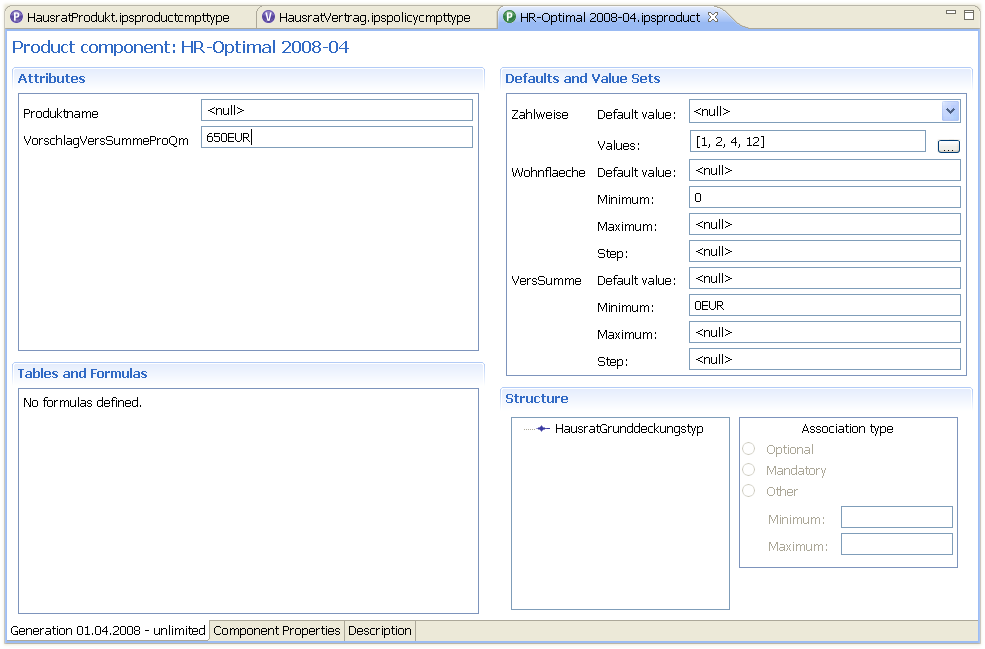 HausratProdukt.ipsproductcmpttype
HausratVertrag.ipspolicycmpttype
HR-Optimal 2008-04.ipsproduct
Product component: HR-Optimal 2008-04
Attributes
Produktname <null>
VorschlagVersSummeProQm 650EUR
Tables and Formulas
No formulas defined.
Defaults and Value Sets
Zahlweise Default value: <null>
Values: [1, 2, 4, 12] ...
Wohnflaeche Default value: <null>
Minimum: 0
Maximum: <null>
Step: <null>
VersSumme Default value: <null>
Minimum: 0EUR
Maximum: <null>
Step: <null>
Structure
HausratGrunddeckungstyp
Association type
Optional
Mandatory
Other
Minimum:
Maximum:
Generation 01.04.2008 - unlimited Component Properties Description